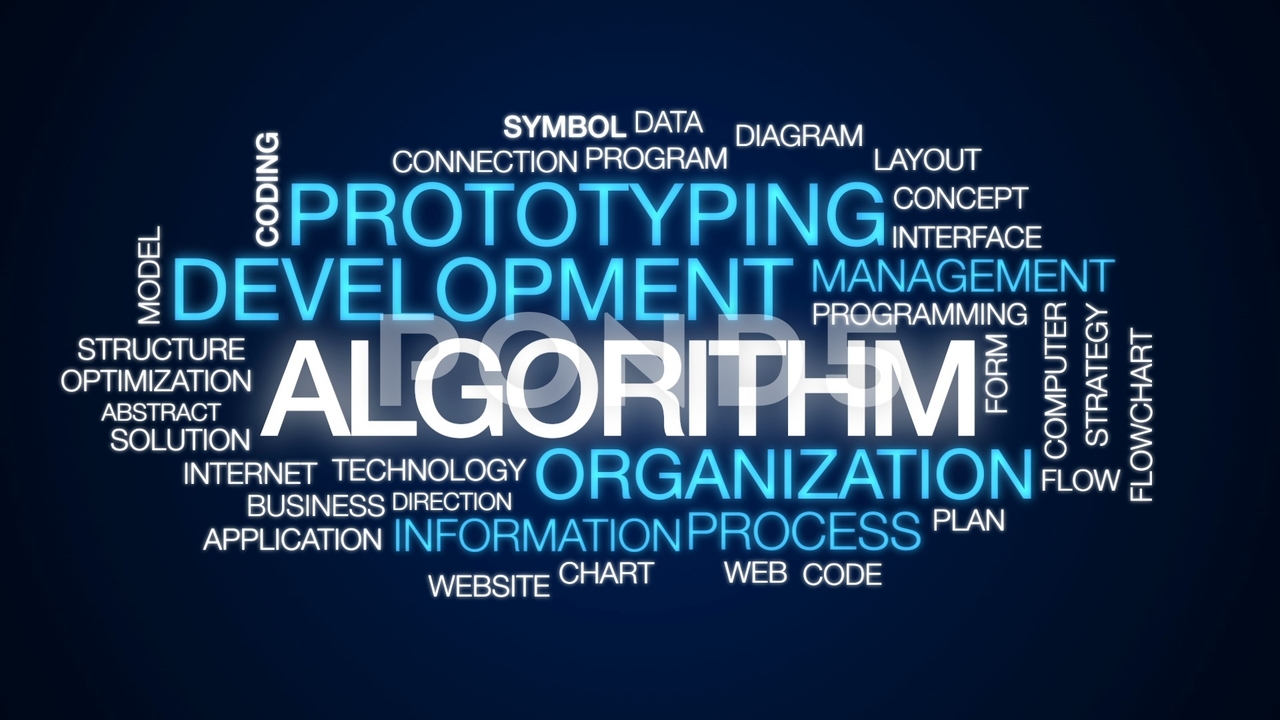 SYMBOL DATA DIAGRAM
CONNECTION PROGRAM LAYOUT
CODING PROTOTYPING CONCEPT
INTERFACE
MODEL DEVELOPMENT MANAGEMENT
PROGRAMMING
STRUCTURE ALGORITHM FORM COMPUTER STRATEGY FLOWCHART
POND5
OPTIMIZATION
ABSTRACT
SOLUTION
INTERNET TECHNOLOGY ORGANIZATION FLOW
BUSINESS DIRECTION
APPLICATION INFORMATION PROCESS PLAN
WEBSITE CHART WEB CODE